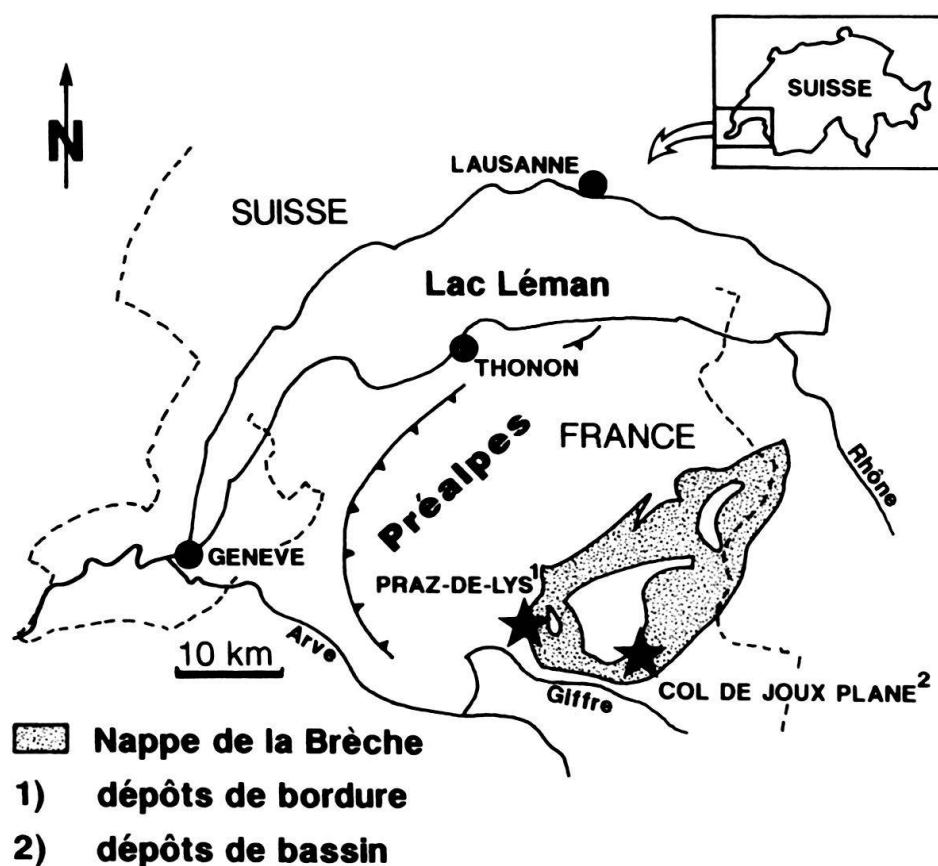 SUISSE
N
LAUSANNE
SUISSE
Lac Léman
THONON
FRANCE
Préalpes
Rhône
GENEVE
PRAZ-DE-LYS1
Arve
10 km
COL DE JOUX PLANE2
Giffre
Nappe de la Brèche
1) dépôts de bordure
2) dépôts de bassin